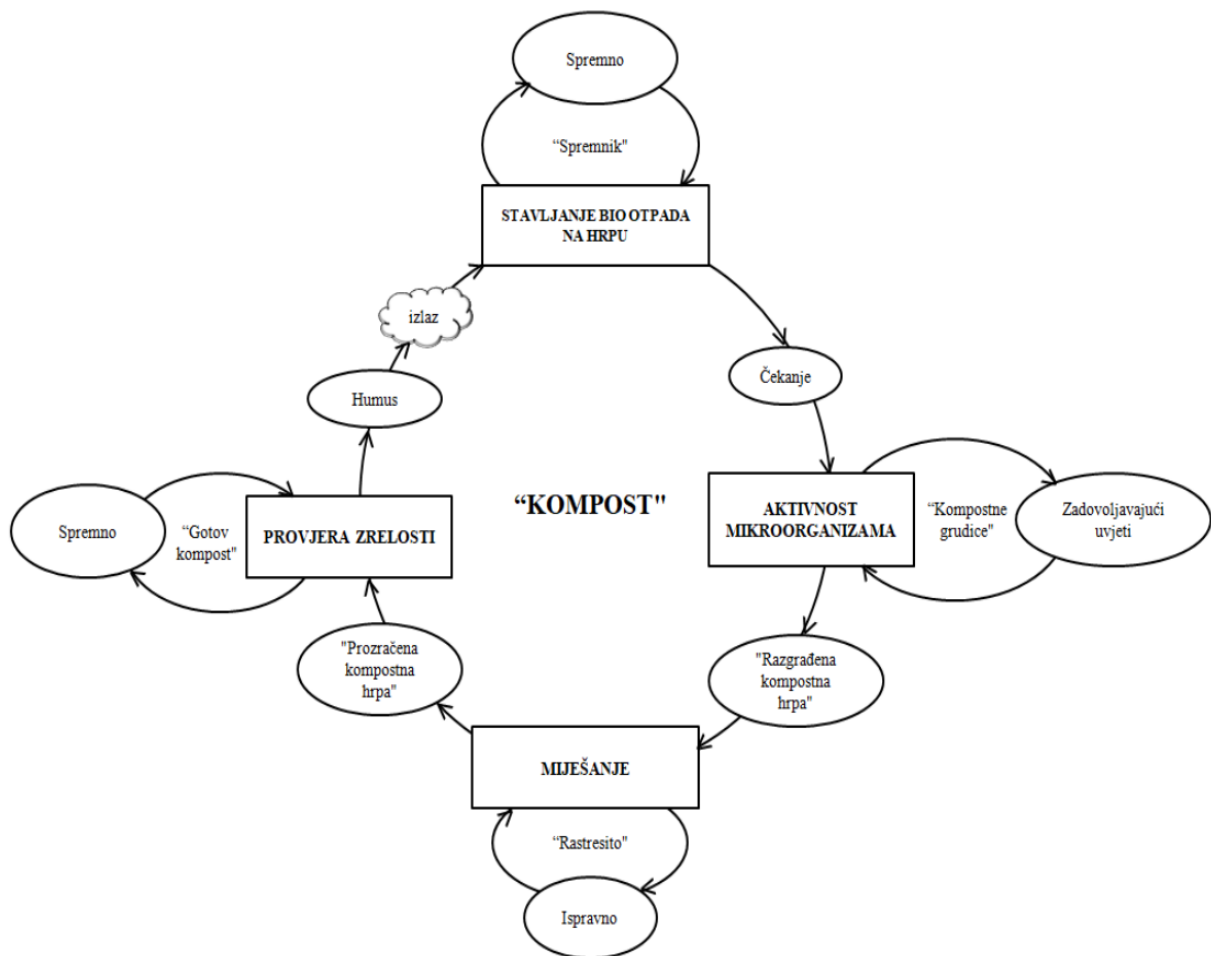 Spremno
“Spremnik"
STAVLJANJE BIO OTPADA
NA HRPU
izlaz
Čekanje
Humus
Spremno
“Gotov
kompost"
PROVJERA ZRELOSTI
“KOMPOST"
AKTIVNOST
MIKROORGANIZAMA
“Kompostne
grudice"
Zadovoljavajući
uvjeti
"Prozračena
kompostna
hrpa"
"Razgrađena
kompostna
hrpa"
MIJEŠANJE
“Rastresito"
Ispravno